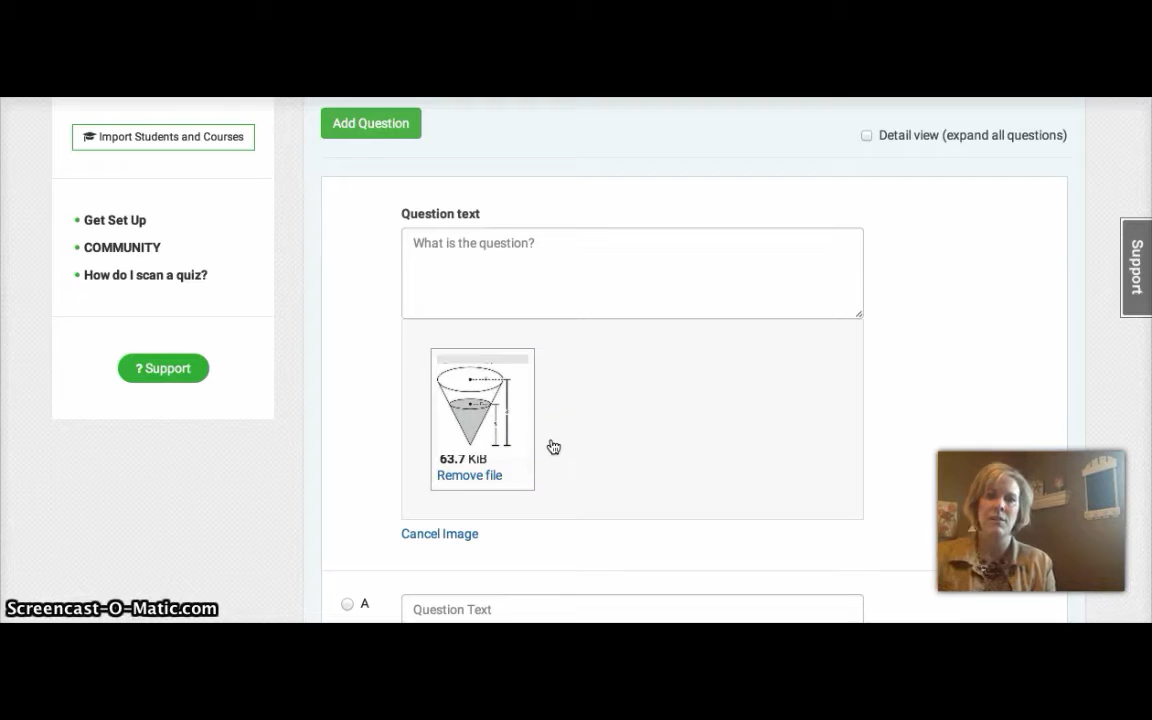 Add Question
Import Students and Courses
Detail view (expand all questions)
Get Set Up
COMMUNITY
How do I scan a quiz?
? Support
Question text
What is the question?
63.7 KiB
Remove file
Cancel Image
A
Question Text
Support
Screencast-O-Matic.com